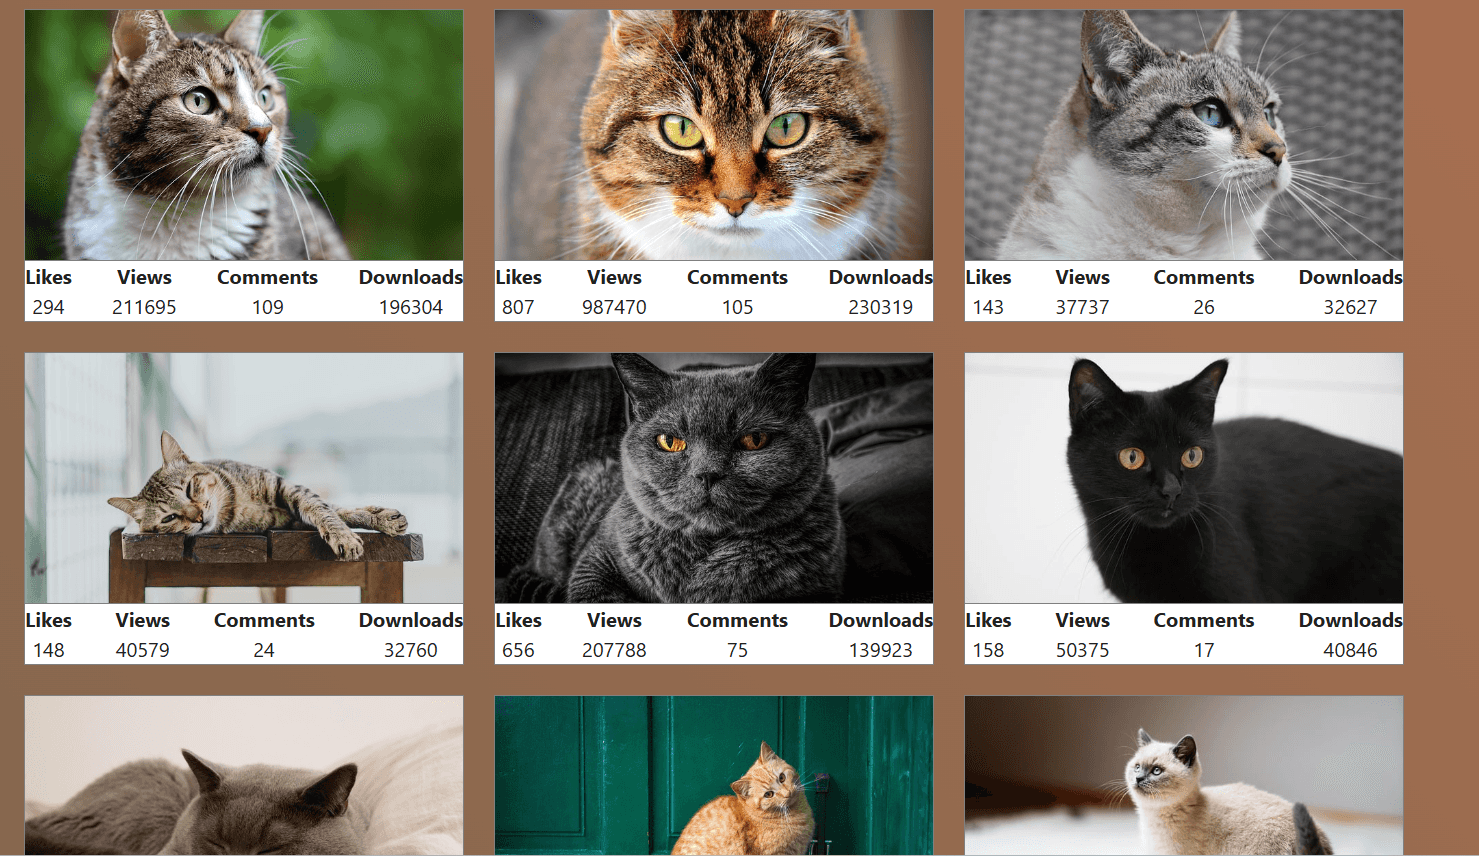 Likes Views Comments Downloads
294 211695 109 196304
Likes Views Comments Downloads
807 987470 105 230319
Likes Views Comments Downloads
143 37737 26 32627
Likes Views Comments Downloads
148 40579 24 32760
Likes Views Comments Downloads
656 207788 75 139923
Likes Views Comments Downloads
158 50375 17 40846